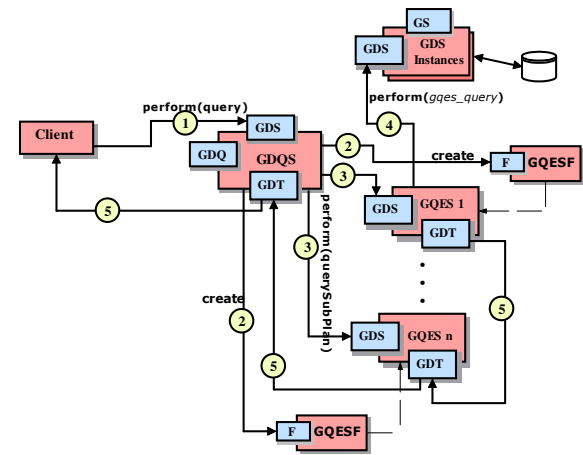 GS
GDS
GDS
Instances
perform(query)
perform(gqes_query)
1
4
Client
GDS
GDQ
GDQS
2
create
F
GQESF
GDT
3
5
GDS
GQES 1
GDT
3
perform(querySubPlan)
create
2
5
5
GDS
GQES n
GDT
F
GQESF